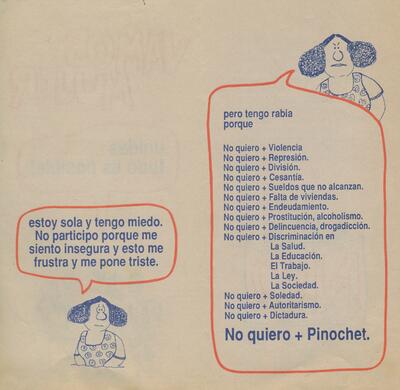 estoy sola y tengo miedo.
No participo porque me
siento insegura y esto me
frustra y me pone triste.
pero tengo rabia
porque
No quiero + Violencia
No quiero + Represión.
No quiero + División.
No quiero + Cesantía.
No quiero + Sueldos que no alcanzan.
No quiero + Falta de viviendas.
No quiero + Endeudamiento.
No quiero + Prostitución, alcoholismo.
No quiero + Delincuencia, drogadicción.
No quiero + Discriminación en
La Salud.
La Educación.
El Trabajo.
La Ley.
La Sociedad.
No quiero + Soledad.
No quiero + Autoritarismo.
No quiero + Dictadura.
No quiero + Pinochet.